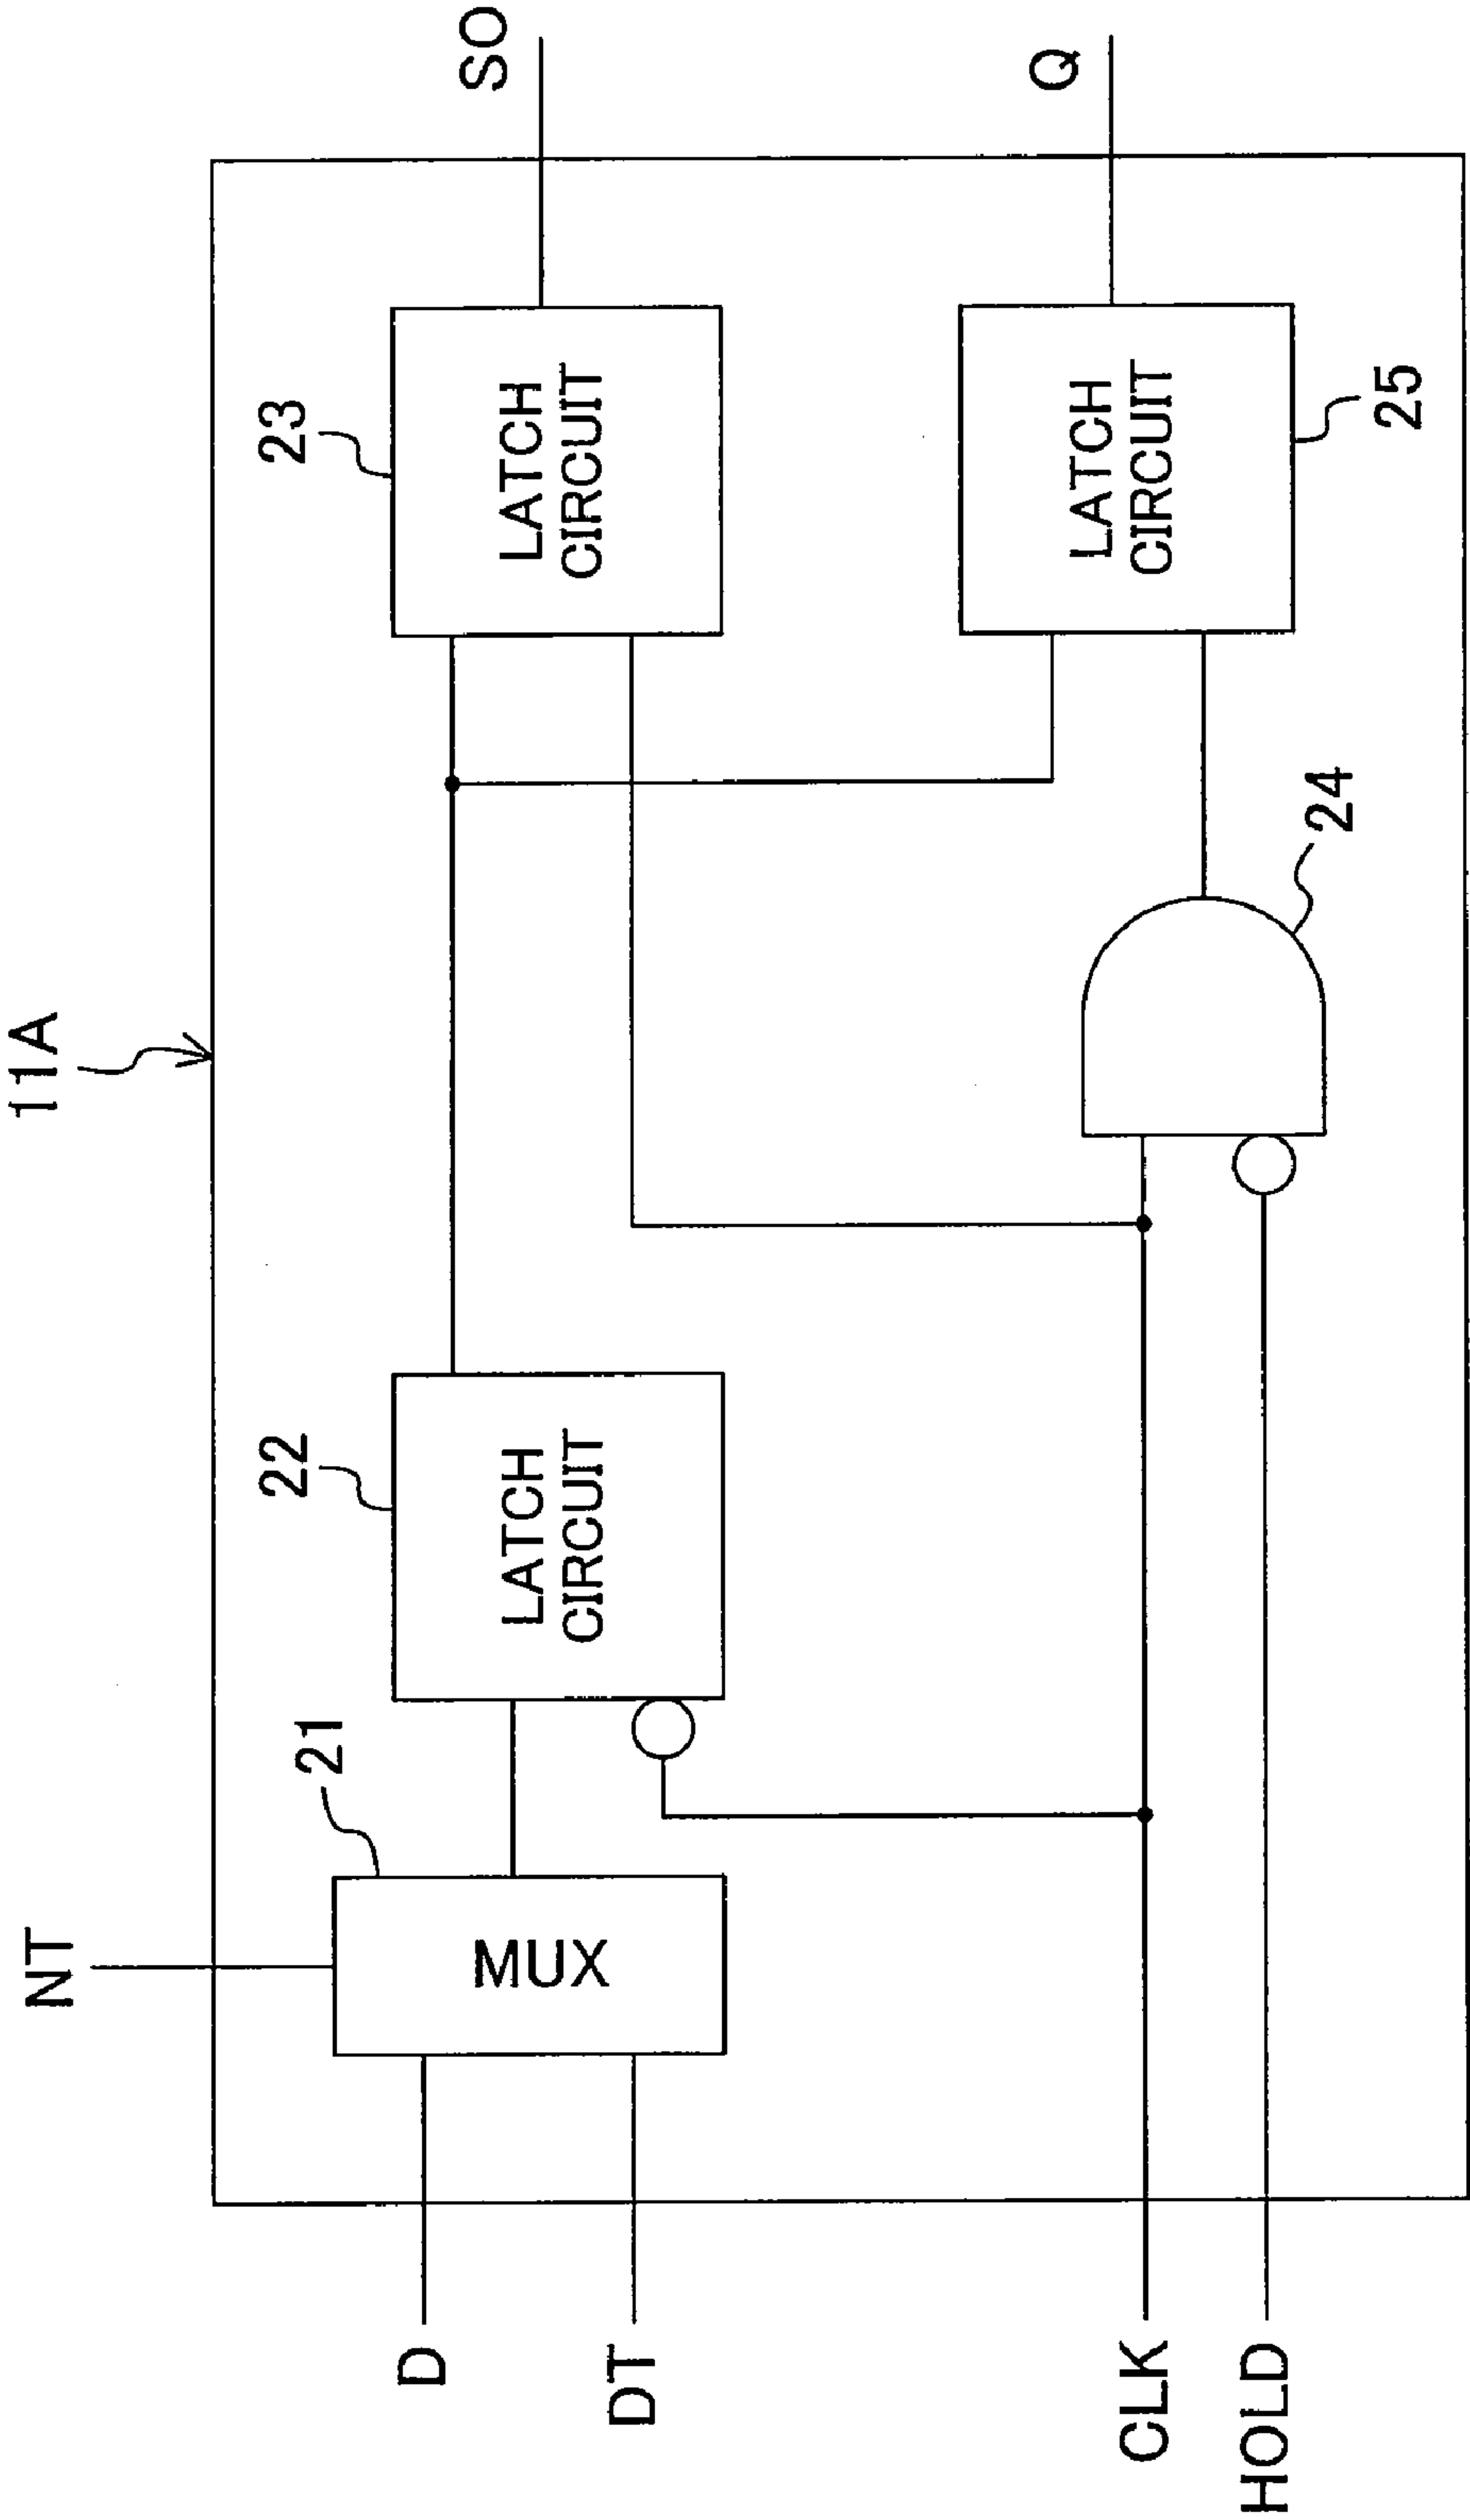 11A
NT
21
22
23
SO
D
MUX
LATCH
CIRCUIT
LATCH
CIRCUIT
DT
Q
LATCH
CIRCUIT
CLK
24
25
HOLD